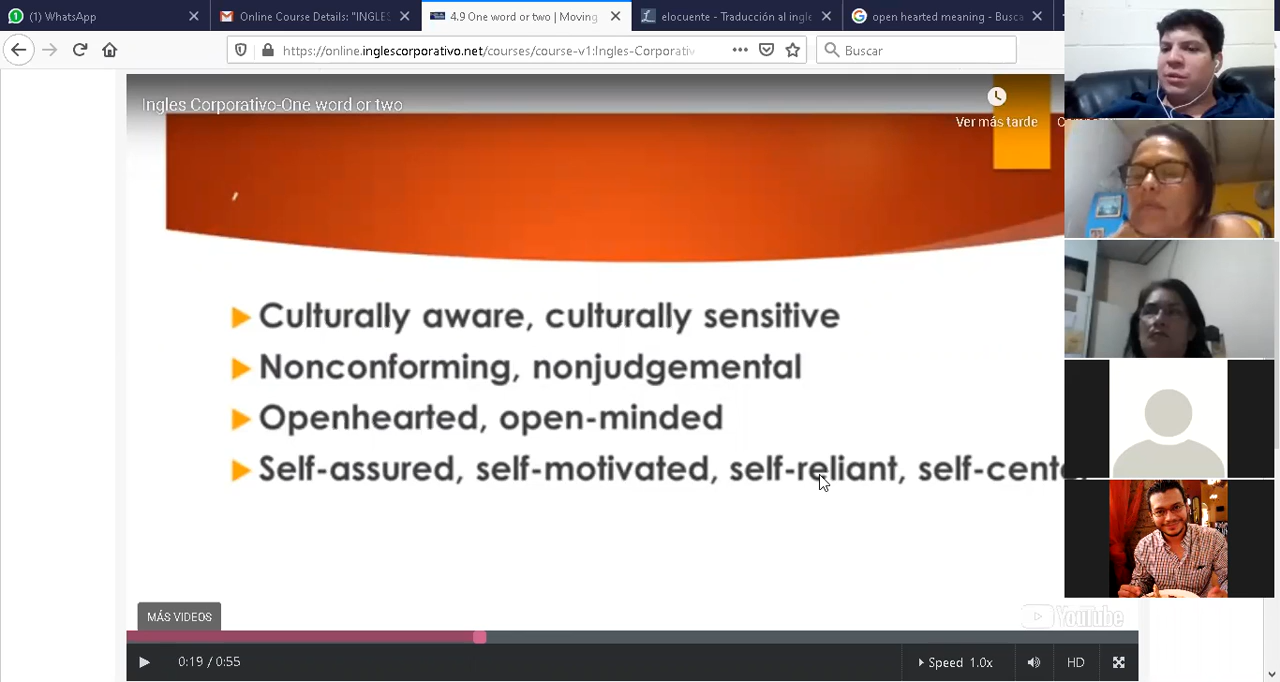 (1) WhatsApp
Online Course Details: "INGLES
4.9 One word or two | Moving
elocuente - Traducción al ingle
open hearted meaning - Busca
https://online.inglescorporativo.net/courses/course-v1:Ingles-Corporativ
Buscar
Ingles Corporativo-One word or two
Ver más tarde
Culturally aware, culturally sensitive
Nonconforming, nonjudgemental
Openhearted, open-minded
Self-assured, self-motivated, self-reliant, self-cente
MÁS VIDEOS
YouTube
0:19 / 0:55
Speed 1.0x
HD